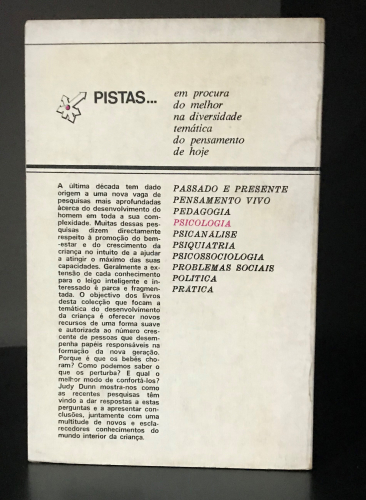 PISTAS...
em procura
do melhor
na diversidade
temática
do pensamento
de hoje
A última década tem dado
origem a uma nova vaga de
pesquisas mais aprofundadas
àcerca do desenvolvimento do
homem em toda a sua com-
plexidade. Muitas dessas pes-
quisas dizem directamente
respeito à promoção do bem-
-estar e do crescimento da
criança no intuito de a ajudar
a atingir o máximo das suas
capacidades. Geralmente a ex-
tensão de cada conhecimento
para o leigo inteligente e in-
teressado é parca e fragmen-
tada. O objectivo dos livros
desta colecção que focam a
temática do desenvolvimento
da criança é oferecer novos
recursos de uma forma suave
e autorizada a o número cres-
cente de pessoas que desem-
penha papéis responsáveis na
formação da nova geração.
Porque é que os bebés cho-
ram? Como podemos saber o
que os perturba? E qual o
melhor modo de confortá-los?
Judy Dunn mostra-nos como
as recentes pesquisas têm
vindo a dar respostas a estas
perguntas e a apresentar con-
clusões, juntamente com uma
multitude de novos e escla-
recedores conhecimentos do
mundo interior da criança.
PASSADO E PRESENTE
PENSAMENTO VIVO
PEDAGOGIA
PSICOLOGIA
PSICANÁLISE
PSIQUIATRIA
PSICOSSOCIOLOGIA
PROBLEMAS SOCIAIS
POLÍTICA
PRÁTICA